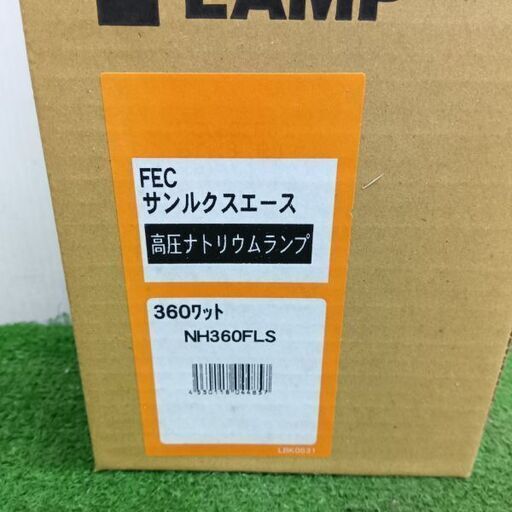 LAMP
FEC
サンルクスエース
高圧ナトリウムランプ
360ワット
NH360FLS
LBK0631